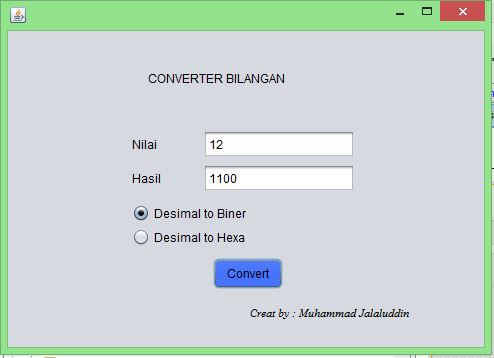 CONVERTER BILANGAN
Nilai 12
Hasil 1100
Desimal to Biner
Desimal to Hexa
Convert
Creat by : Muhammad Jalaluddin